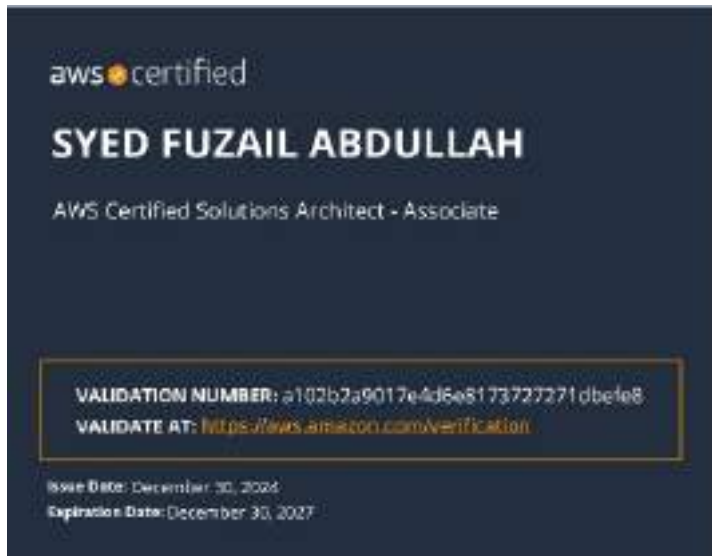 aws certified
SYED FUZAIL ABDULLAH
AWS Certified Solutions Architect - Associate
VALIDATION NUMBER: a102b2a9017e4d6e8173727271dbefe8
VALIDATE AT: https://aws.amazon.com/verification
Issue Date: December 30, 2024
Expiration Date: December 30, 2027